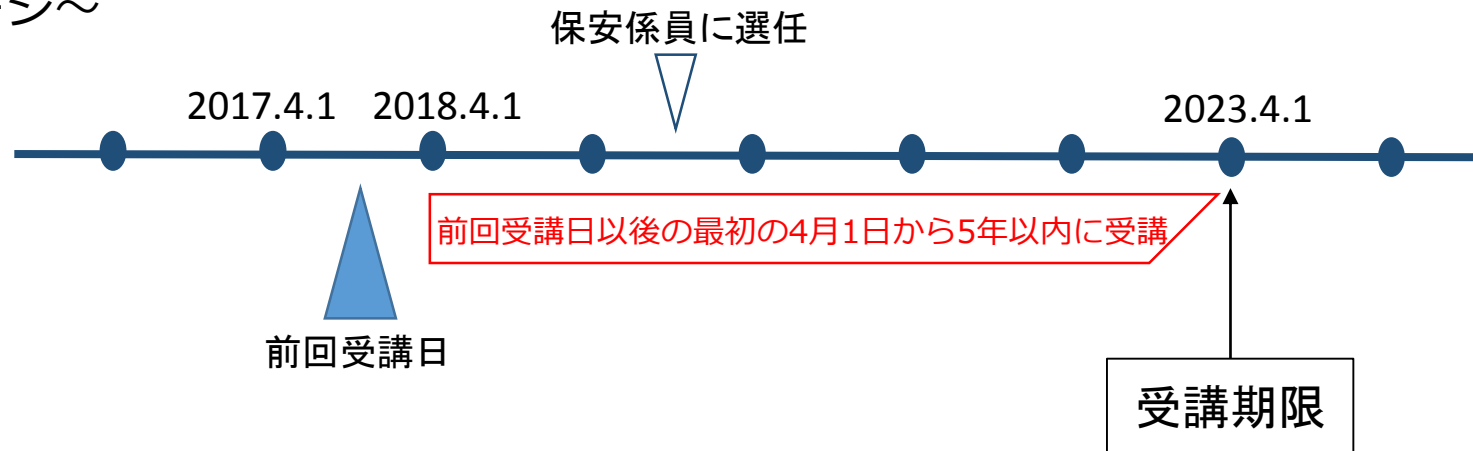 ジ～
保安係員に選任
2017.4.1 2018.4.1 2023.4.1
前回受講日以後の最初の4月1日から5年以内に受講
前回受講日
受講期限